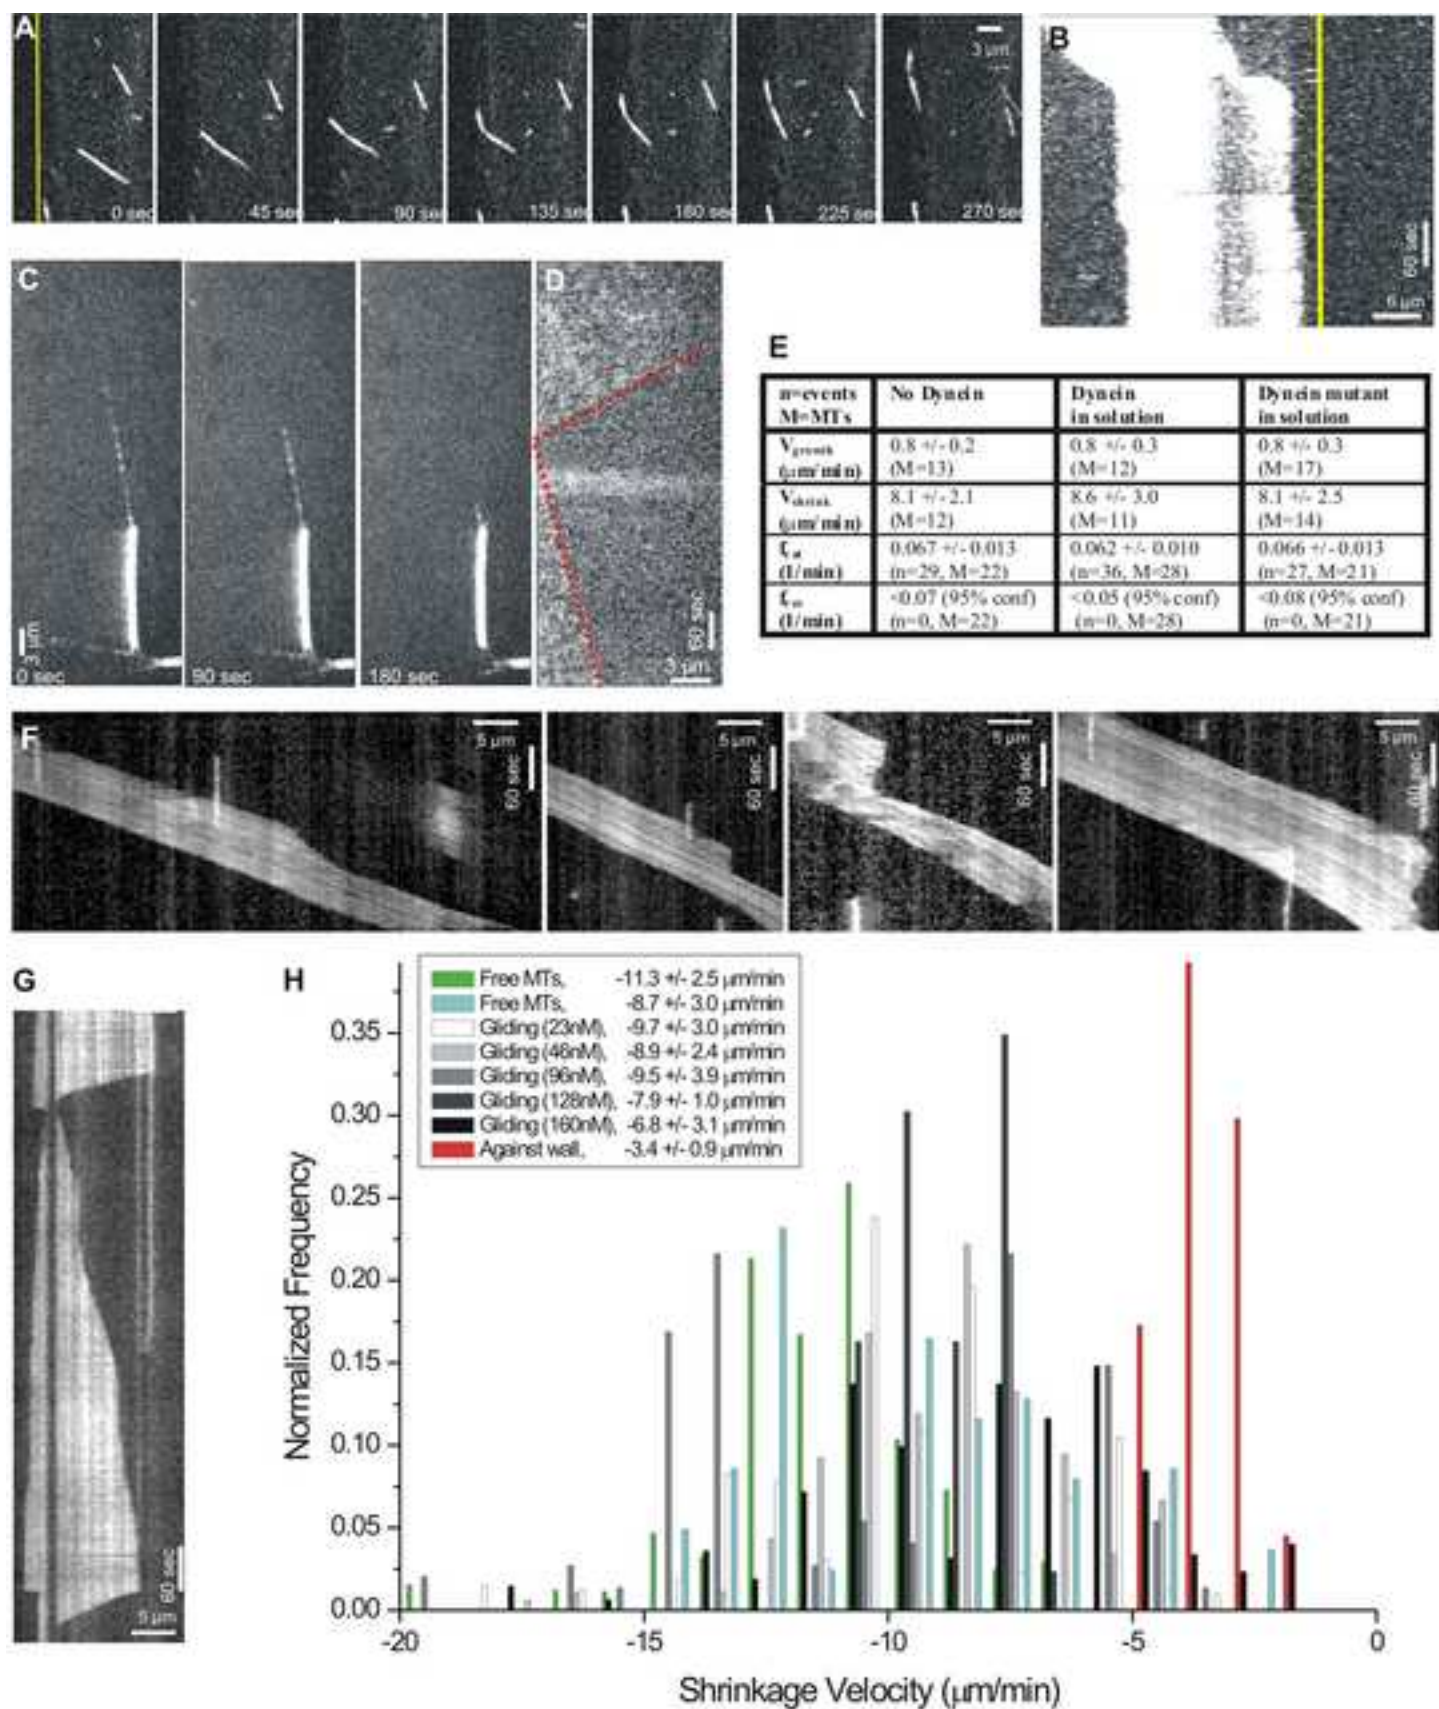 A
0 sec
45 sec
90 sec
135 sec
180 sec
225 sec
270 sec
3 µm
B
60 sec
6 µm
C
0 sec
90 sec
180 sec
3 µm
D
60 sec
3 µm
E
n=events
M=MTs
No Dynein
Dynein
in solution
Dynein mutant
in solution
V growth
(µm/min)
0.8 +/- 0.2
(M=13)
0.8 +/- 0.3
(M=12)
0.8 +/- 0.3
(M=17)
V shrink
(µm/min)
8.1 +/- 2.1
(M=12)
8.6 +/- 3.0
(M=11)
8.1 +/- 2.5
(M=14)
(1/min)
0.067 +/- 0.013
(n=29, M=22)
0.062 +/- 0.010
(n=36, M=28)
0.066 +/- 0.013
(n=27, M=21)
(1/min)
<0.07 (95% conf)
(n=0, M=22)
<0.05 (95% conf)
(n=0, M=28)
<0.08 (95% conf)
(n=0, M=21)
F
5 µm
60 sec
5 µm
60 sec
5 µm
60 sec
5 µm
60 sec
G
60 sec
5 µm
H
Free MTs, -11.3 +/- 2.5 µm/min
Free MTs, -8.7 +/- 3.0 µm/min
Gliding (23nM), -9.7 +/- 3.0 µm/min
Gliding (46nM), -8.9 +/- 2.4 µm/min
Gliding (96nM), -9.5 +/- 3.9 µm/min
Gliding (128nM), -7.9 +/- 1.0 µm/min
Gliding (160nM), -6.8 +/- 3.1 µm/min
Against wall, -3.4 +/- 0.9 µm/min
Normalized Frequency
0.35
0.30
0.25
0.20
0.15
0.10
0.05
0.00
-20
-15
-10
-5
0
Shrinkage Velocity (µm/min)